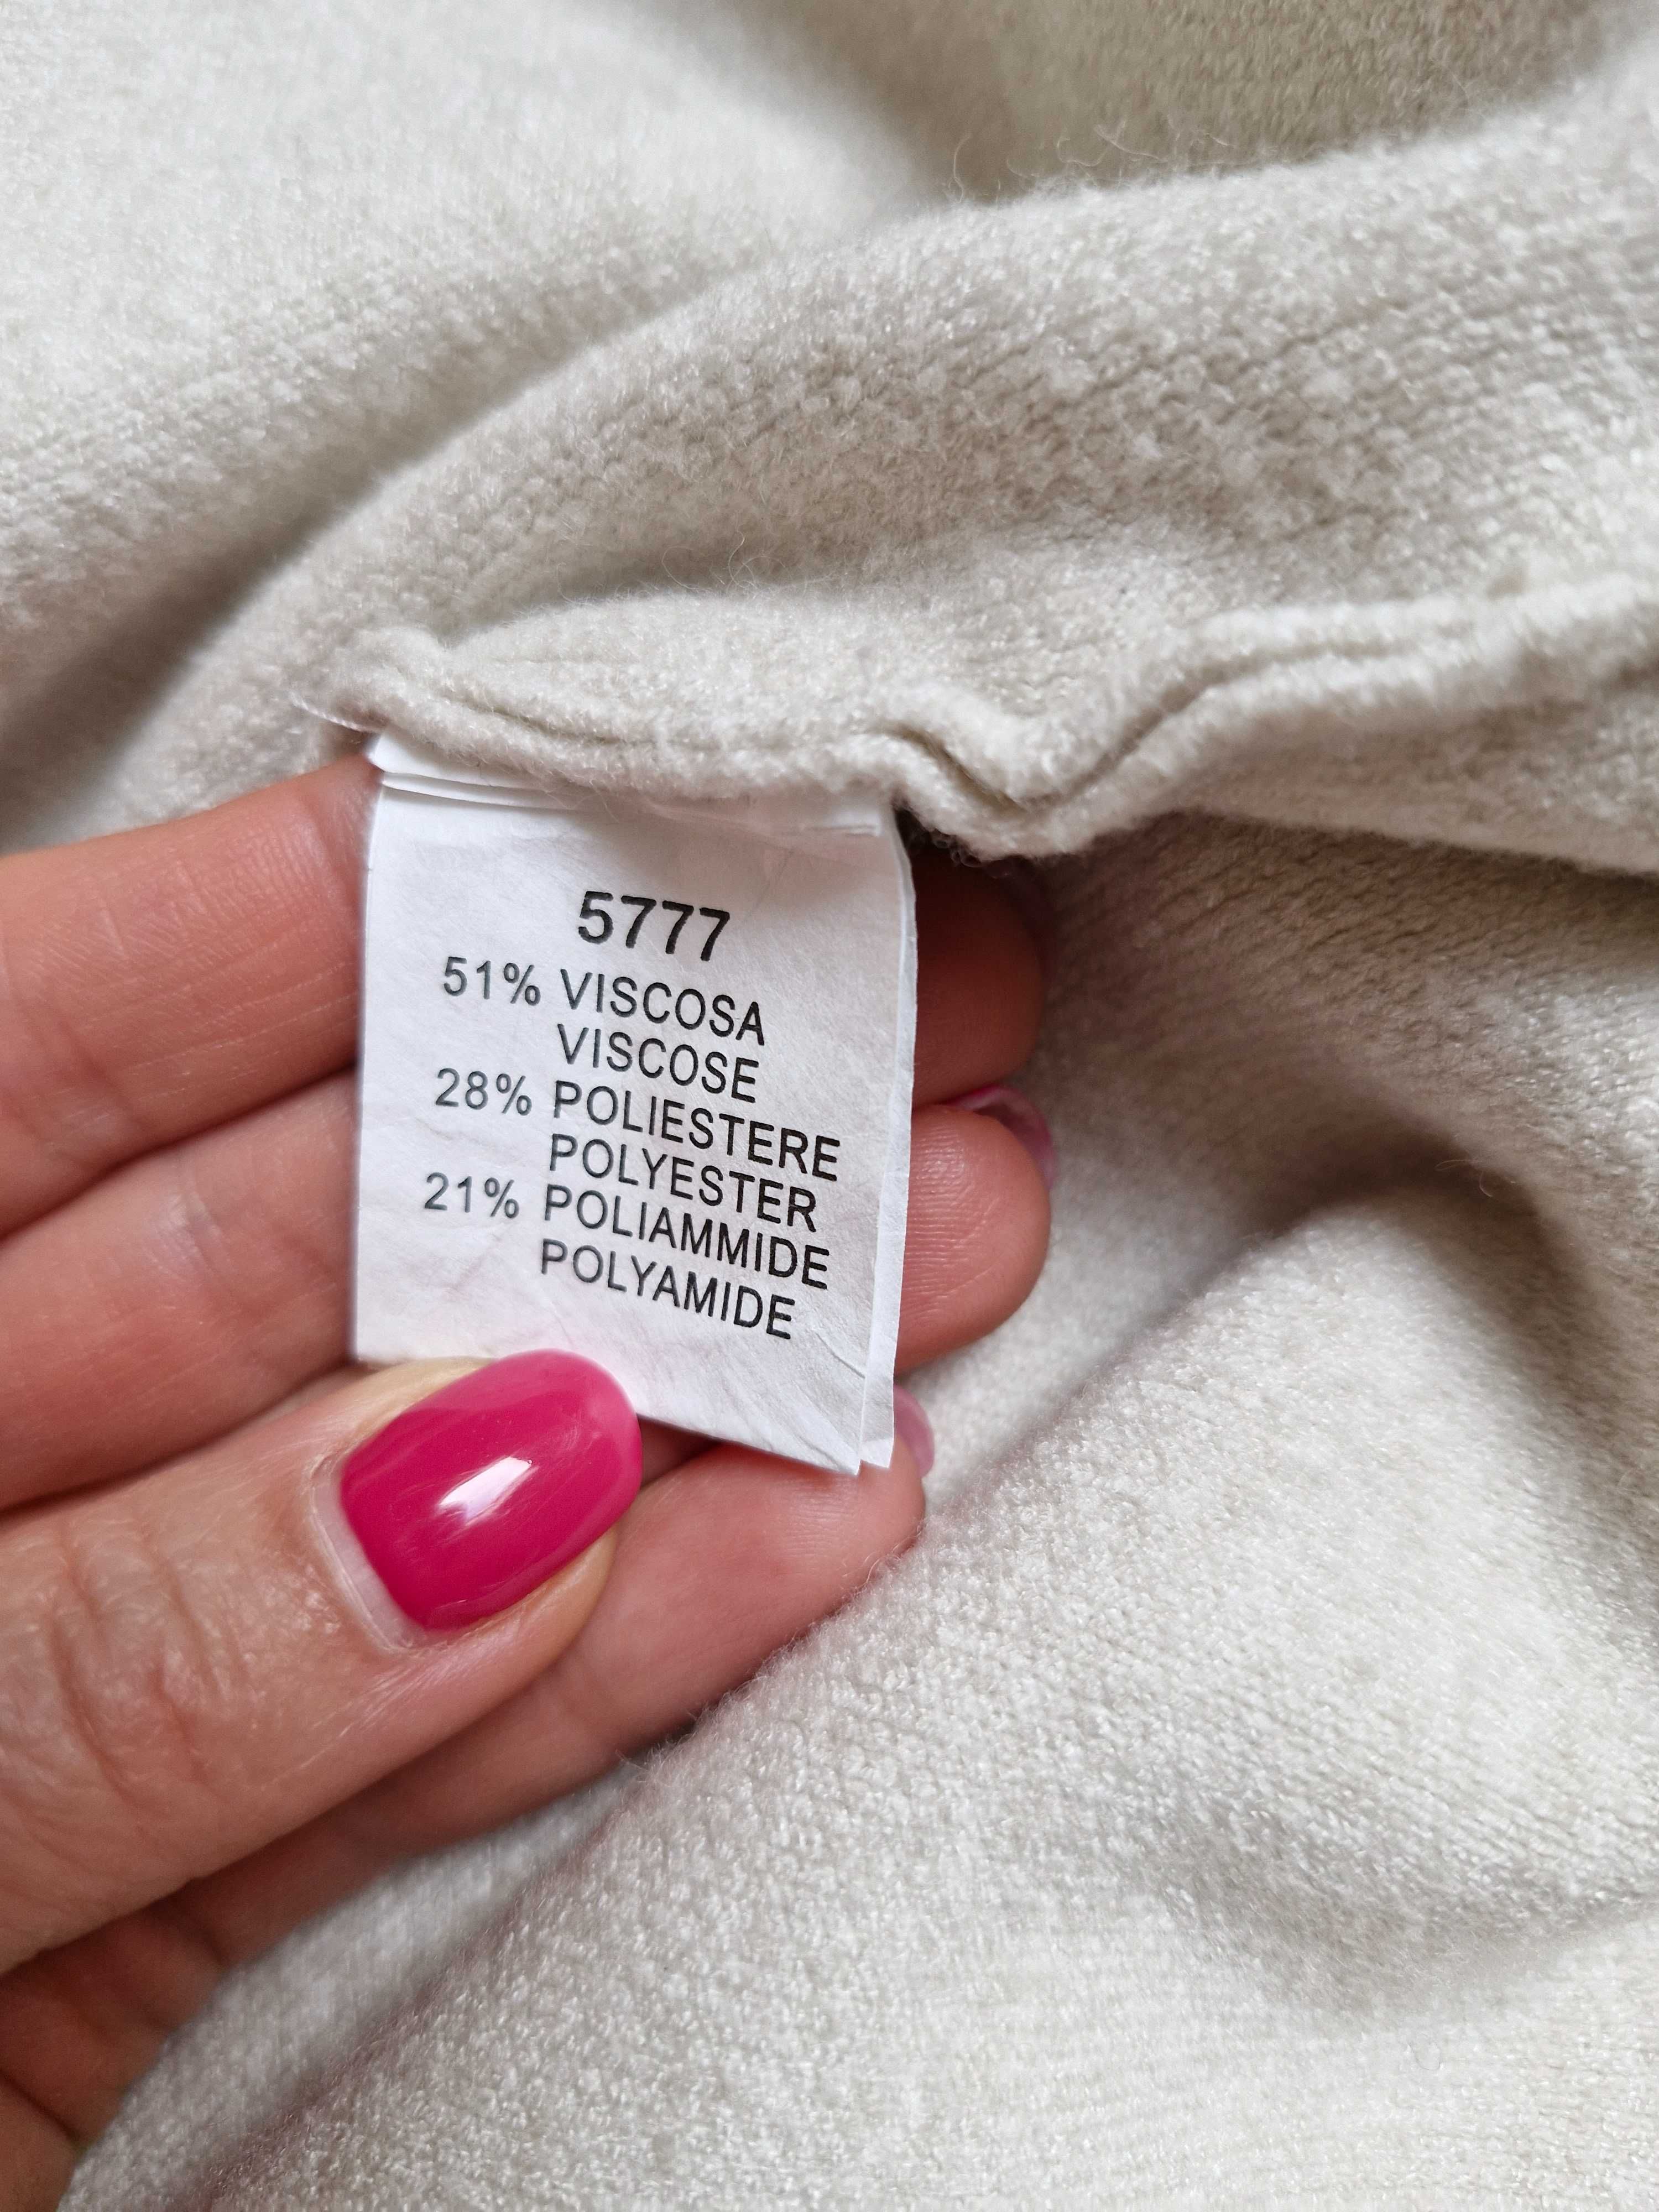 5777
51% VISCOSA
VISCOSE
28% POLIESTERE
POLYESTER
21% POLIAMMIDE
POLYAMIDE